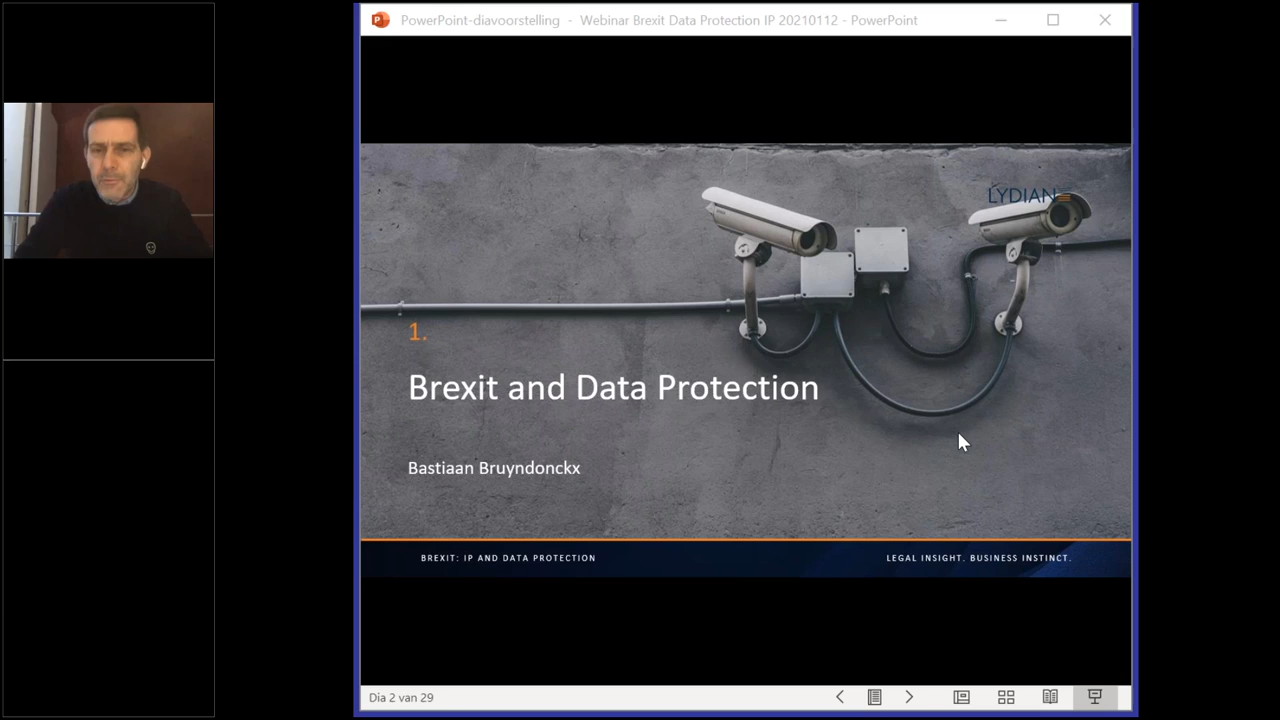 PowerPoint-diavoorstelling - Webinar Brexit Data Protection IP 20210112 - PowerPoint
LYDIAN
1.
Brexit and Data Protection
Bastiaan Bruyndonckx
BREXIT: IP AND DATA PROTECTION
LEGAL INSIGHT. BUSINESS INSTINCT.
Dia 2 van 29